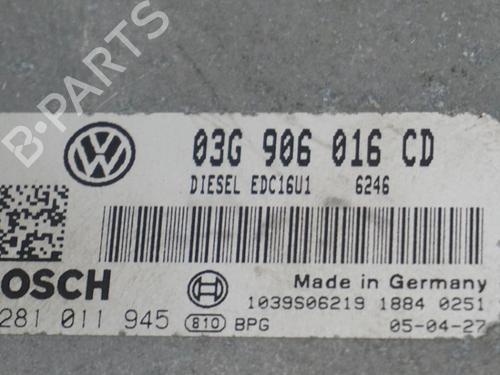 B-PARTS
03G 906 016 CD
DIESEL EDC16U1 6246
OSCH
Made in Germany
1039S06219 1884 0251
281 011 945 810 BPG 05-04-27